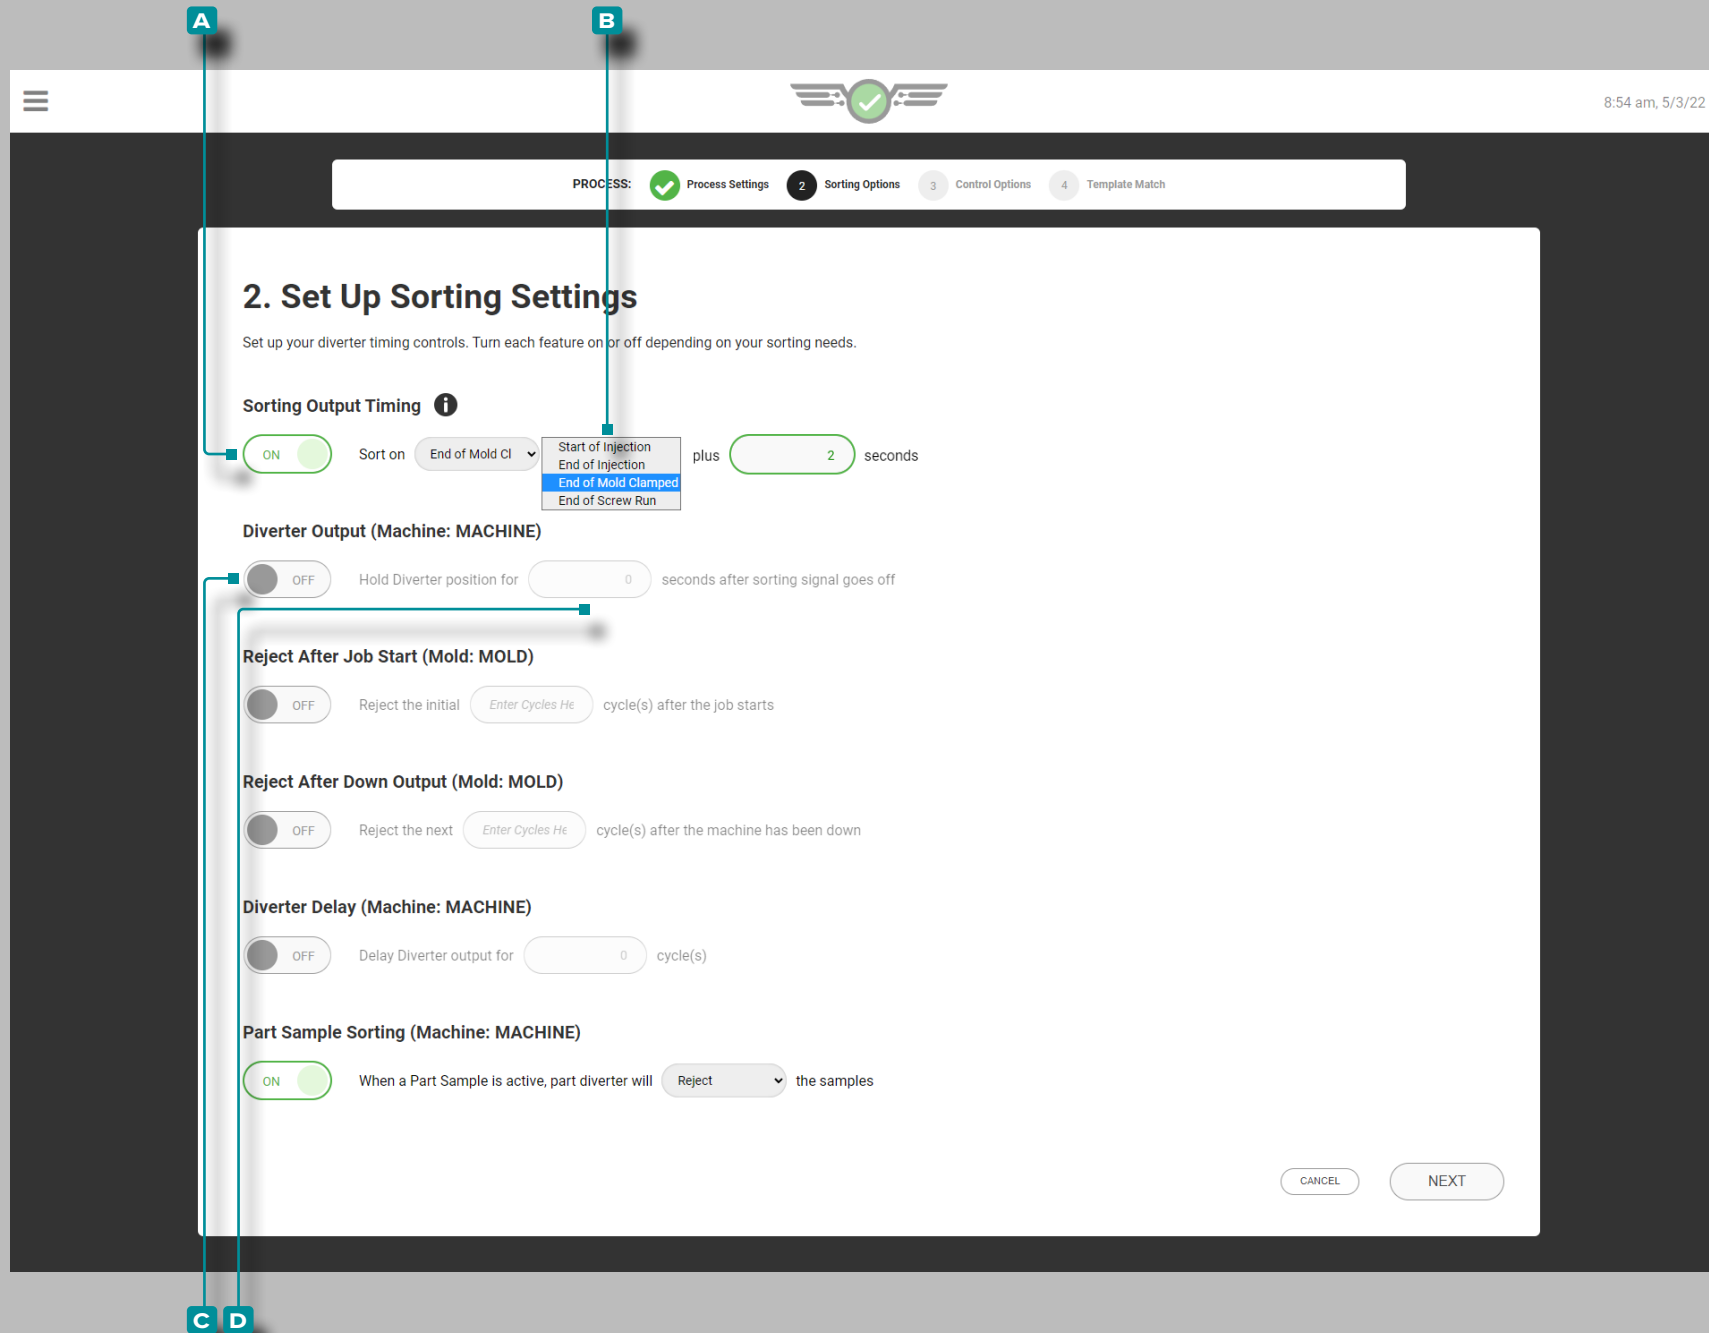 A B
8:54 am, 5/3/22
PROCESS: Process Settings 2 Sorting Options 3 Control Options 4 Template Match
2. Set Up Sorting Settings
Set up your diverter timing controls. Turn each feature on or off depending on your sorting needs.
Sorting Output Timing i
ON Sort on End of Mold Cl plus 2 seconds
Start of Injection
End of Injection
End of Mold Clamped
End of Screw Run
Diverter Output (Machine: MACHINE)
OFF Hold Diverter position for 0 seconds after sorting signal goes off
Reject After Job Start (Mold: MOLD)
OFF Reject the initial Enter Cycles He cycle(s) after the job starts
Reject After Down Output (Mold: MOLD)
OFF Reject the next Enter Cycles He cycle(s) after the machine has been down
Diverter Delay (Machine: MACHINE)
OFF Delay Diverter output for 0 cycle(s)
Part Sample Sorting (Machine: MACHINE)
ON When a Part Sample is active, part diverter will Reject the samples
CANCEL NEXT
C D